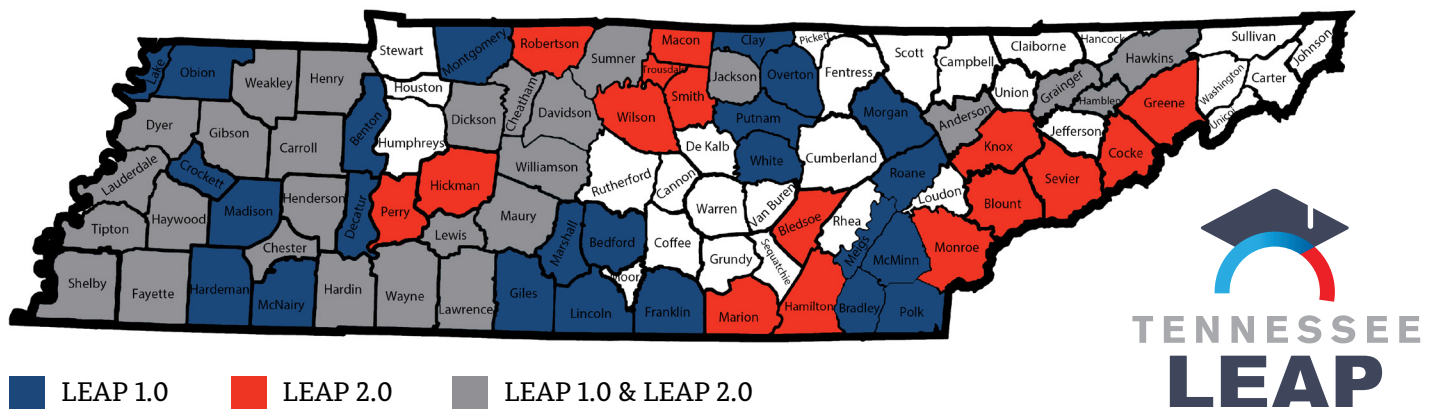 Stewart
Montgomery
Robertson
Sumner
Macon
Trousdale
Clay
Pickett
Scott
Campbell
Claiborne
Hancock
Hawkins
Sullivan
Johnson
Lake
Obion
Weakley
Henry
Houston
Cheatham
Davidson
Jackson
Overton
Fentress
Morgan
Union
Grainger
Hamblen
Washington
Carter
Unicoi
Dyer
Gibson
Carroll
Benton
Humphreys
Dickson
Wilson
Smith
Putnam
De Kalb
White
Cumberland
Anderson
Knox
Jefferson
Greene
Cocke
Lauderdale
Crockett
Haywood
Madison
Henderson
Decatur
Perry
Hickman
Williamson
Rutherford
Cannon
Warren
Van Buren
Bledsoe
Rhea
Roane
Loudon
Blount
Sevier
Tipton
Chester
Lewis
Maury
Marshall
Bedford
Coffee
Grundy
Sequatchie
Meigs
McMinn
Monroe
Shelby
Fayette
Hardeman
McNairy
Hardin
Wayne
Lawrence
Giles
Lincoln
Moor
Franklin
Marion
Hamilton
Bradley
Polk
LEAP 1.0
LEAP 2.0
LEAP 1.0 & LEAP 2.0
TENNESSEE
LEAP